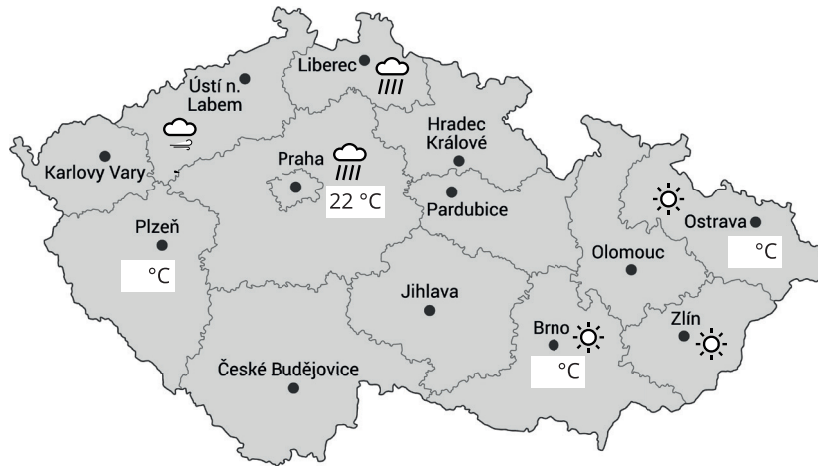 Liberec
Ústí n.
Labem
Hradec
Králové
Karlovy Vary
Praha
22 °C
Pardubice
Plzeň
°C
Ostrava
°C
Olomouc
Jihlava
Brno
°C
Zlín
České Budějovice